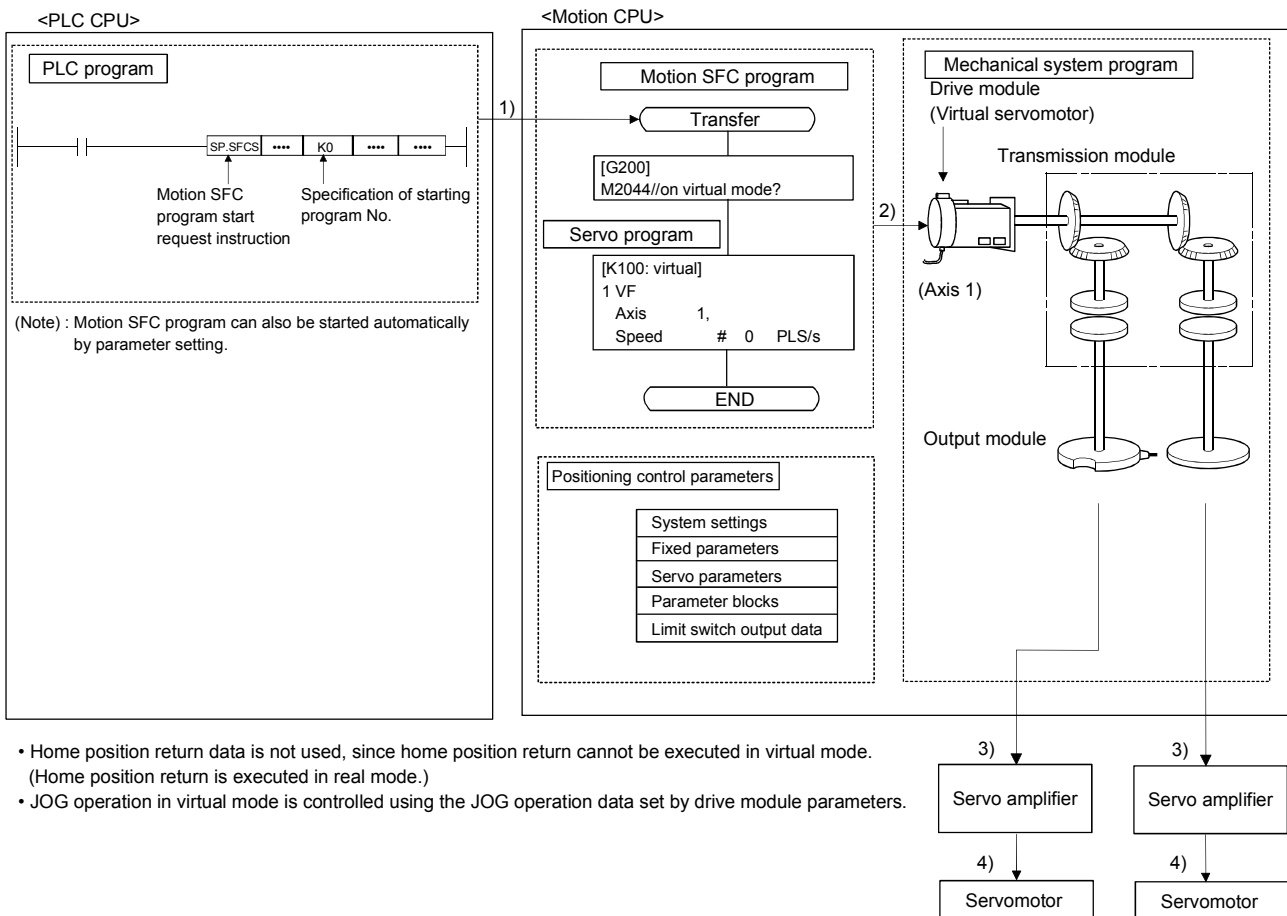 <PLC CPU>
PLC program
SP.SFCS •••• K0 •••• ••••
Motion SFC
program start
request instruction
Specification of starting
program No.
(Note) : Motion SFC program can also be started automatically
by parameter setting.
1)
<Motion CPU>
Motion SFC program
Transfer
[G200]
M2044//on virtual mode?
Servo program
[K100: virtual]
1 VF
Axis 1,
Speed # 0 PLS/s
END
Positioning control parameters
System settings
Fixed parameters
Servo parameters
Parameter blocks
Limit switch output data
2)
Mechanical system program
Drive module
(Virtual servomotor)
Transmission module
(Axis 1)
Output module
3)
3)
Servo amplifier
Servo amplifier
4)
4)
Servomotor
Servomotor
• Home position return data is not used, since home position return cannot be executed in virtual mode.
(Home position return is executed in real mode.)
• JOG operation in virtual mode is controlled using the JOG operation data set by drive module parameters.